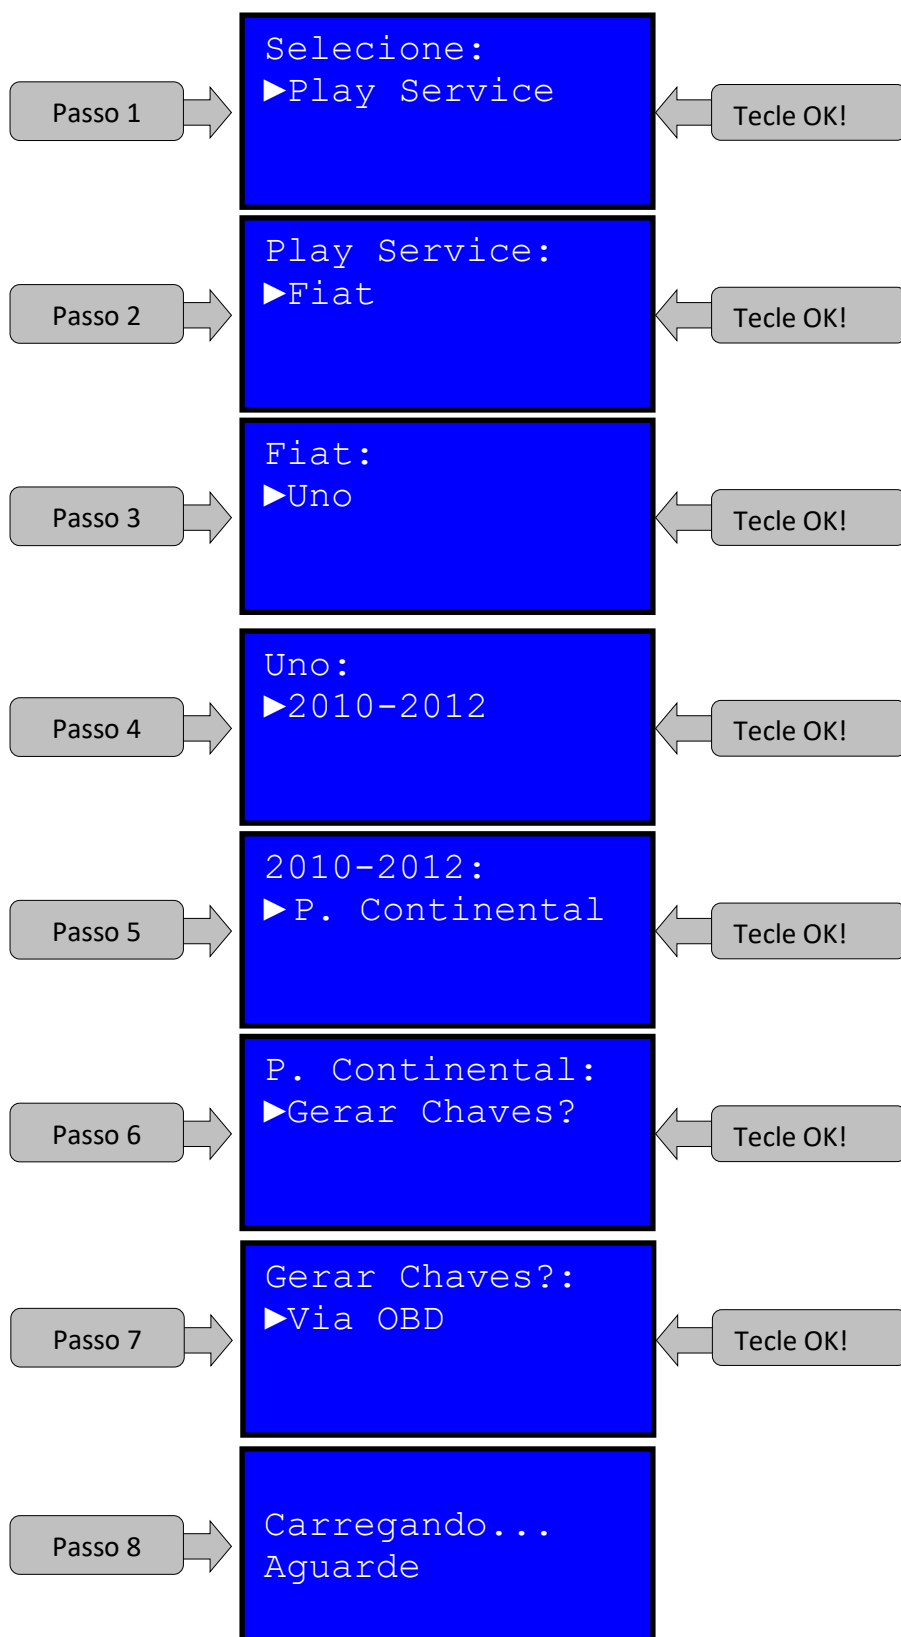 Passo 1
Selecione:
►Play Service
Tecle OK!
Passo 2
Play Service:
►Fiat
Tecle OK!
Passo 3
Fiat:
►Uno
Tecle OK!
Passo 4
Uno:
►2010-2012
Tecle OK!
Passo 5
2010-2012:
►P. Continental
Tecle OK!
Passo 6
P. Continental:
►Gerar Chaves?
Tecle OK!
Passo 7
Gerar Chaves?:
►Via OBD
Tecle OK!
Passo 8
Carregando...
Aguarde